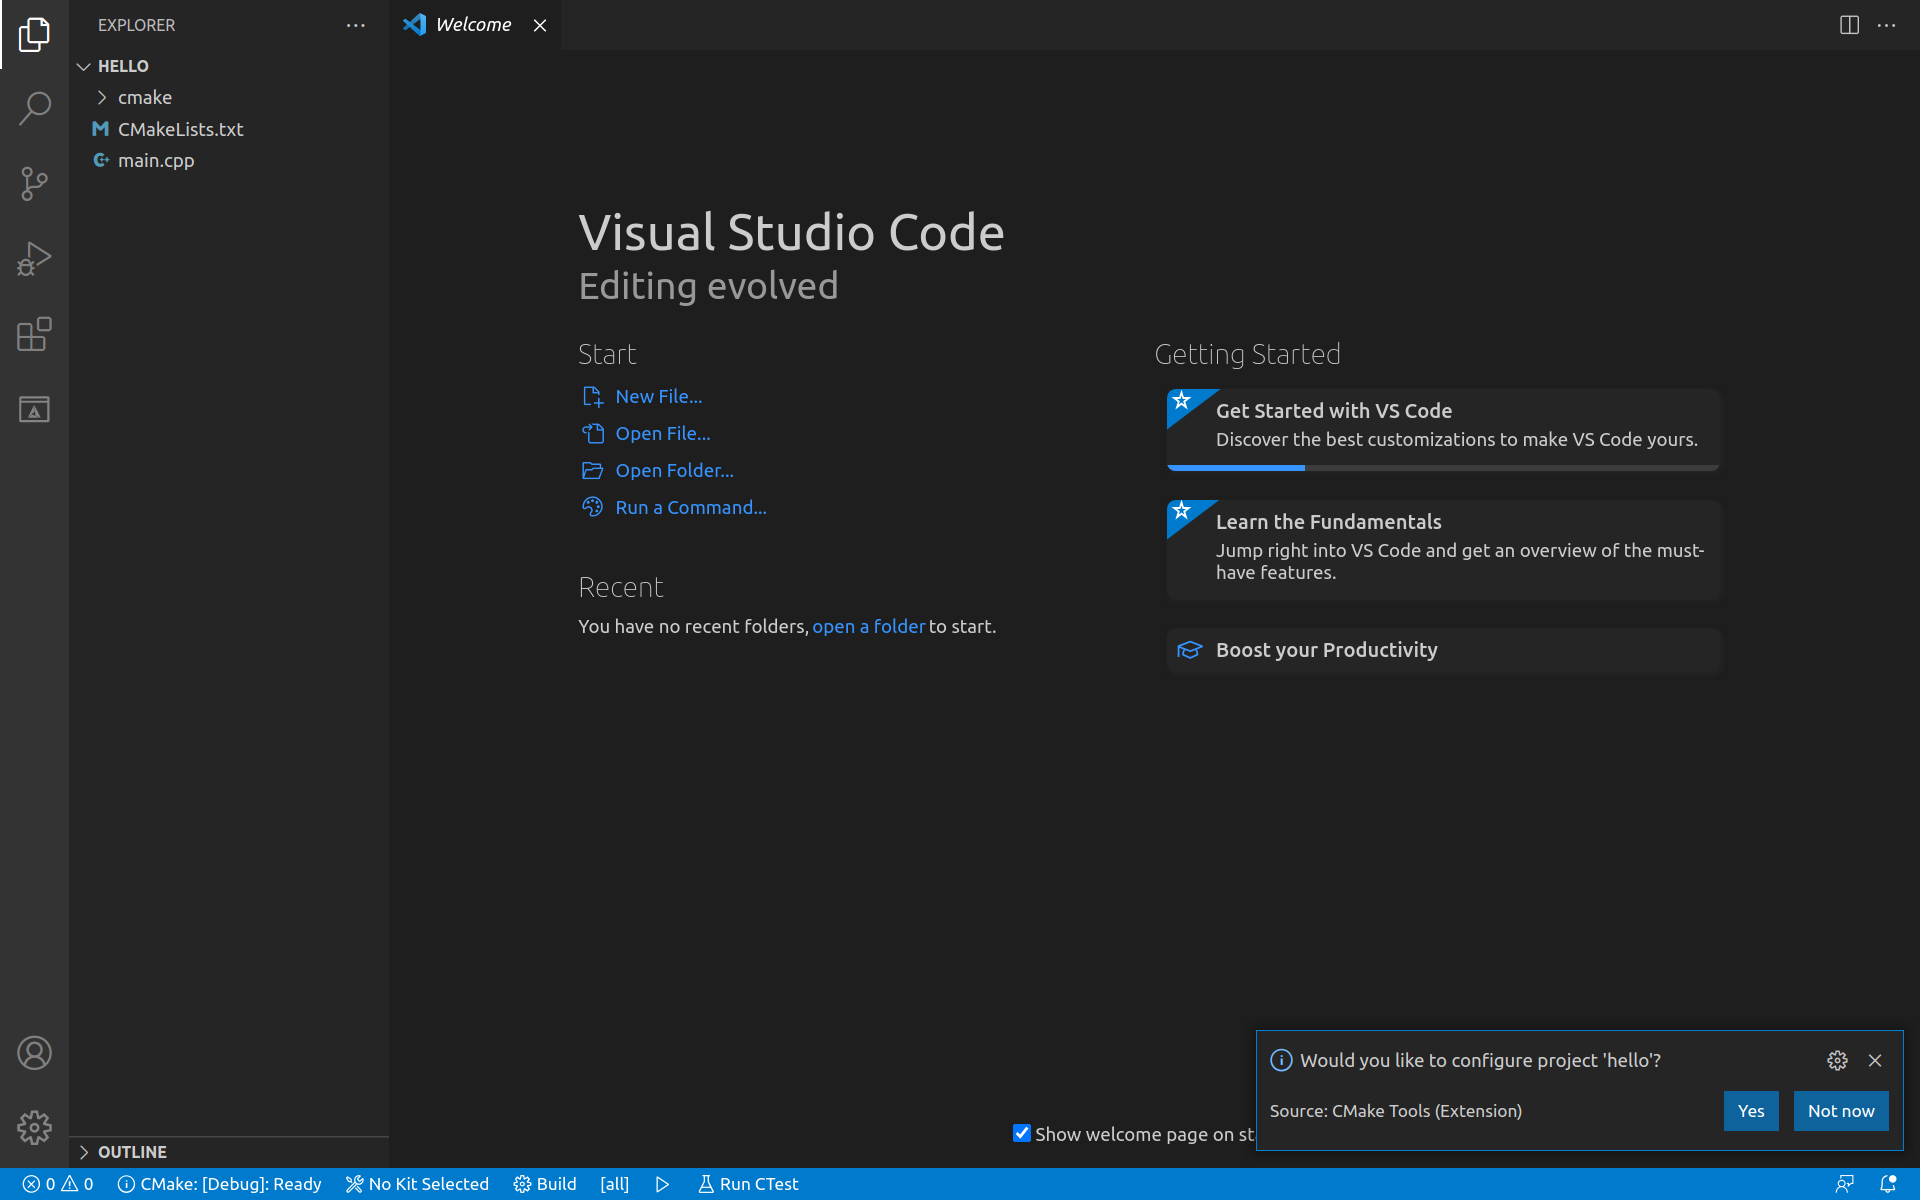 EXPLORER
HELLO
cmake
CMakeLists.txt
main.cpp
OUTLINE
Welcome
Visual Studio Code
Editing evolved
Start
New File...
Open File...
Open Folder...
Run a Command...
Recent
You have no recent folders, open a folder to start.
Getting Started
Get Started with VS Code
Discover the best customizations to make VS Code yours.
Learn the Fundamentals
Jump right into VS Code and get an overview of the must-
have features.
Boost your Productivity
Show welcome page on st
Would you like to configure project 'hello'?
Source: CMake Tools (Extension)
Yes
Not now
0 0 CMake: [Debug]: Ready No Kit Selected Build [all] Run CTest